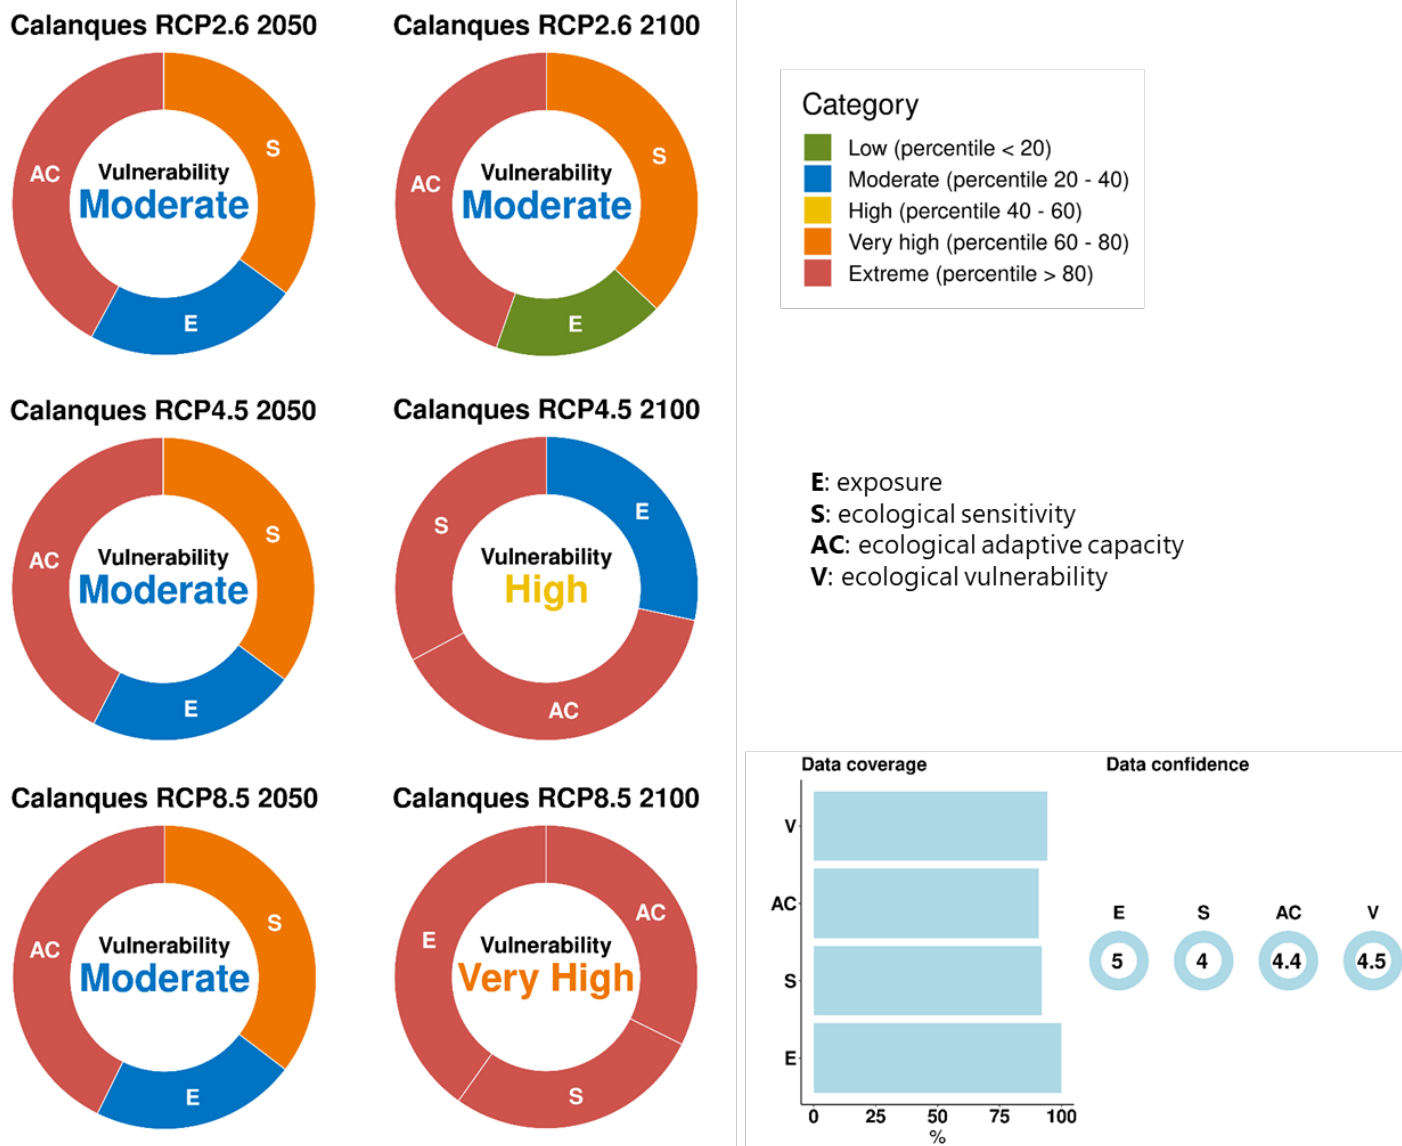 Calanques RCP2.6 2050
S
AC
Vulnerability
Moderate
E
Calanques RCP2.6 2100
S
AC
Vulnerability
Moderate
E
Category
Low (percentile < 20)
Moderate (percentile 20 - 40)
High (percentile 40 - 60)
Very high (percentile 60 - 80)
Extreme (percentile > 80)
Calanques RCP4.5 2050
S
AC
Vulnerability
Moderate
E
Calanques RCP4.5 2100
E
S
Vulnerability
High
AC
E: exposure
S: ecological sensitivity
AC: ecological adaptive capacity
V: ecological vulnerability
Calanques RCP8.5 2050
S
AC
Vulnerability
Moderate
E
Calanques RCP8.5 2100
AC
E
Vulnerability
Very High
S
Data coverage
V
AC
S
E
0 25 50 75 100
%
Data confidence
E S AC V
5 4 4.4 4.5